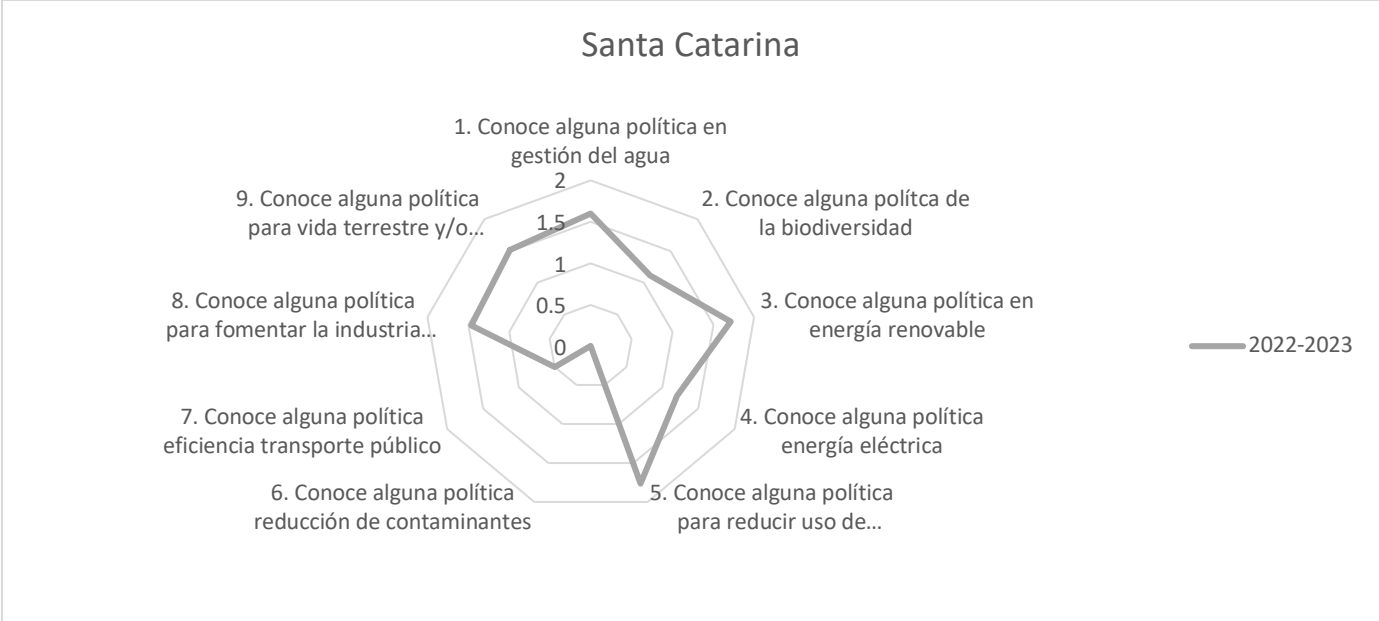 Santa Catarina
1. Conoce alguna política en
gestión del agua
2. Conoce alguna polítca de
la biodiversidad
3. Conoce alguna política en
energía renovable
4. Conoce alguna política
energía eléctrica
5. Conoce alguna política
para reducir uso de...
6. Conoce alguna política
reducción de contaminantes
7. Conoce alguna política
eficiencia transporte público
8. Conoce alguna política
para fomentar la industria...
9. Conoce alguna política
para vida terrestre y/o...
2
1.5
1
0.5
0
2022-2023